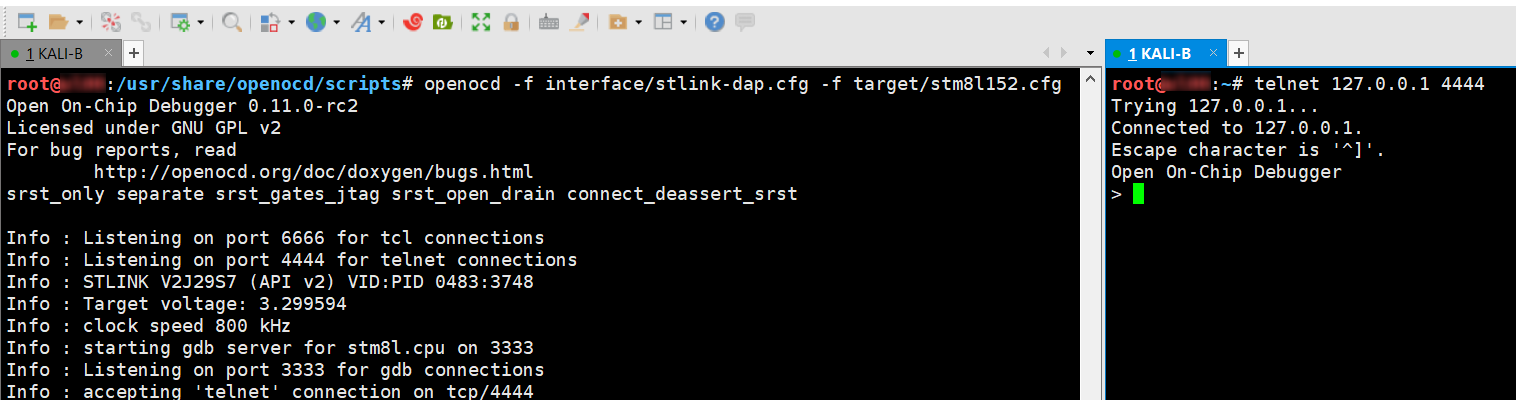 1 KALI-B
root@:/usr/share/openocd/scripts# openocd -f interface/stlink-dap.cfg -f target/stm8l152.cfg
Open On-Chip Debugger 0.11.0-rc2
Licensed under GNU GPL v2
For bug reports, read
http://openocd.org/doc/doxygen/bugs.html
srst_only separate srst_gates_jtag srst_open_drain connect_deassert_srst
Info : Listening on port 6666 for tcl connections
Info : Listening on port 4444 for telnet connections
Info : STLINK V2J29S7 (API v2) VID:PID 0483:3748
Info : Target voltage: 3.299594
Info : clock speed 800 kHz
Info : starting gdb server for stm8l.cpu on 3333
Info : Listening on port 3333 for gdb connections
Info : accepting 'telnet' connection on tcp/4444
1 KALI-B
root@:~# telnet 127.0.0.1 4444
Trying 127.0.0.1...
Connected to 127.0.0.1.
Escape character is '^]'.
Open On-Chip Debugger
>